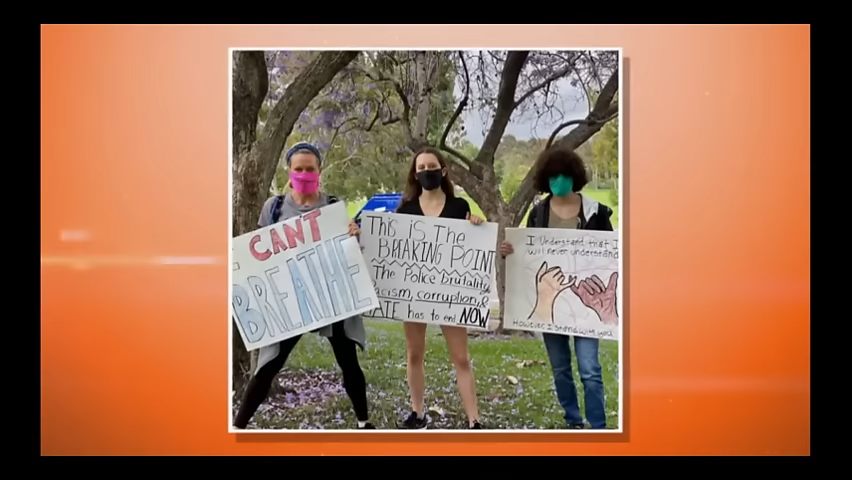 I CAN'T
BREATHE
THIS iS The
BREAKING POINT
The Police brutality,
racism, corruption, &
HATE has to end NOW
I Understand that I
will never understand
However I stand with you